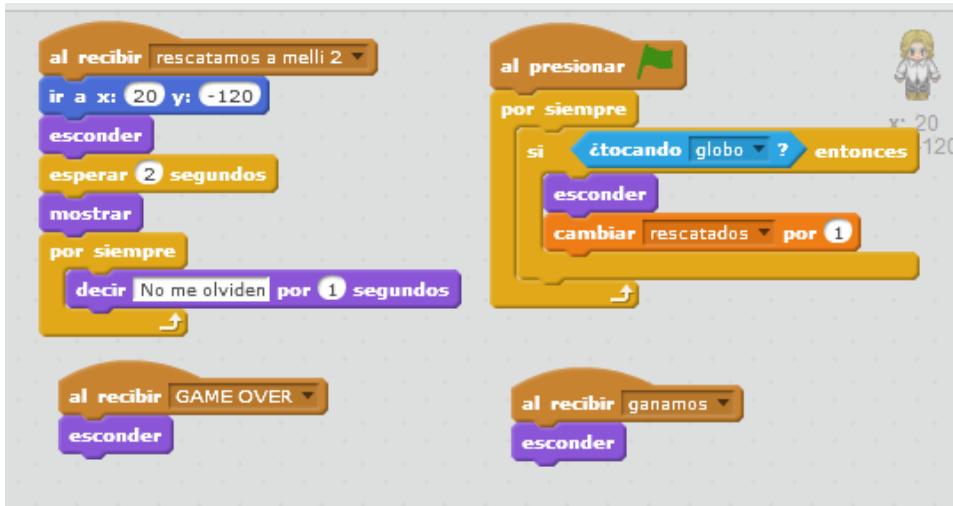 al recibir rescatamos a melli 2
ir a x: 20 y: -120
esconder
esperar 2 segundos
mostrar
por siempre
decir No me olviden por 1 segundos
al presionar
por siempre
si ¿tocando globo ? entonces
esconder
cambiar rescatados por 1
x: 20
120
al recibir GAME OVER
esconder
al recibir ganamos
esconder